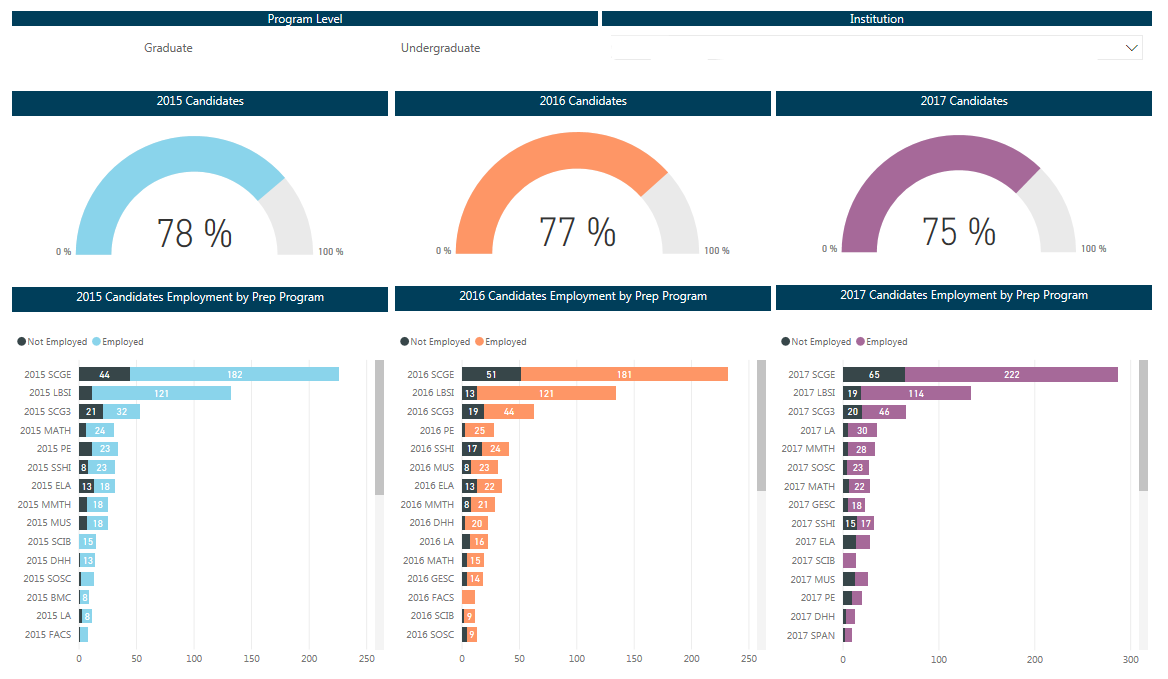 Program Level
Institution
Graduate
Undergraduate
2015 Candidates
2016 Candidates
2017 Candidates
78 %
0 %
100 %
77 %
0 %
100 %
75 %
0 %
100 %
2015 Candidates Employment by Prep Program
2016 Candidates Employment by Prep Program
2017 Candidates Employment by Prep Program
Not Employed Employed
2015 SCGE 44 182
2015 LBSI 121
2015 SCG3 21 32
2015 MATH 24
2015 PE 23
2015 SSHI 8 23
2015 ELA 13 18
2015 MMTH 18
2015 MUS 18
2015 SCIB 15
2015 DHH 13
2015 SOSC
2015 BMC 8
2015 LA 8
2015 FACS
0 50 100 150 200 250
Not Employed Employed
2016 SCGE 51 181
2016 LBSI 13 121
2016 SCG3 19 44
2016 PE 25
2016 SSHI 17 24
2016 MUS 8 23
2016 ELA 13 22
2016 MMTH 8 21
2016 DHH 20
2016 LA 16
2016 MATH 15
2016 GESC 14
2016 FACS
2016 SCIB 9
2016 SOSC 9
0 50 100 150 200 250
Not Employed Employed
2017 SCGE 65 222
2017 LBSI 19 114
2017 SCG3 20 46
2017 LA 30
2017 MMTH 28
2017 SOSC 23
2017 MATH 22
2017 GESC 18
2017 SSHI 15 17
2017 ELA
2017 SCIB
2017 MUS
2017 PE
2017 DHH
2017 SPAN
0 100 200 300